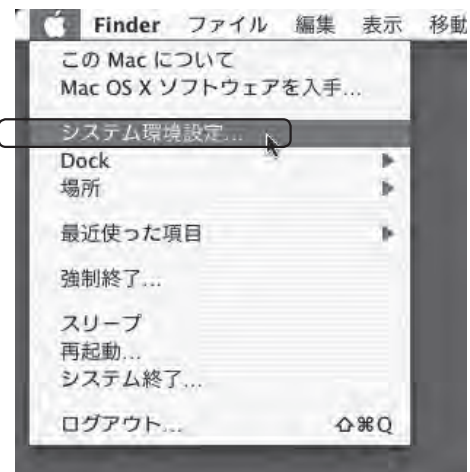 Finder ファイル 編集 表示 移動
この Mac について
Mac OS X ソフトウェアを入手...
システム環境設定...
Dock
場所
最近使った項目
強制終了...
スリープ
再起動...
システム終了...
ログアウト... ⇧⌘Q